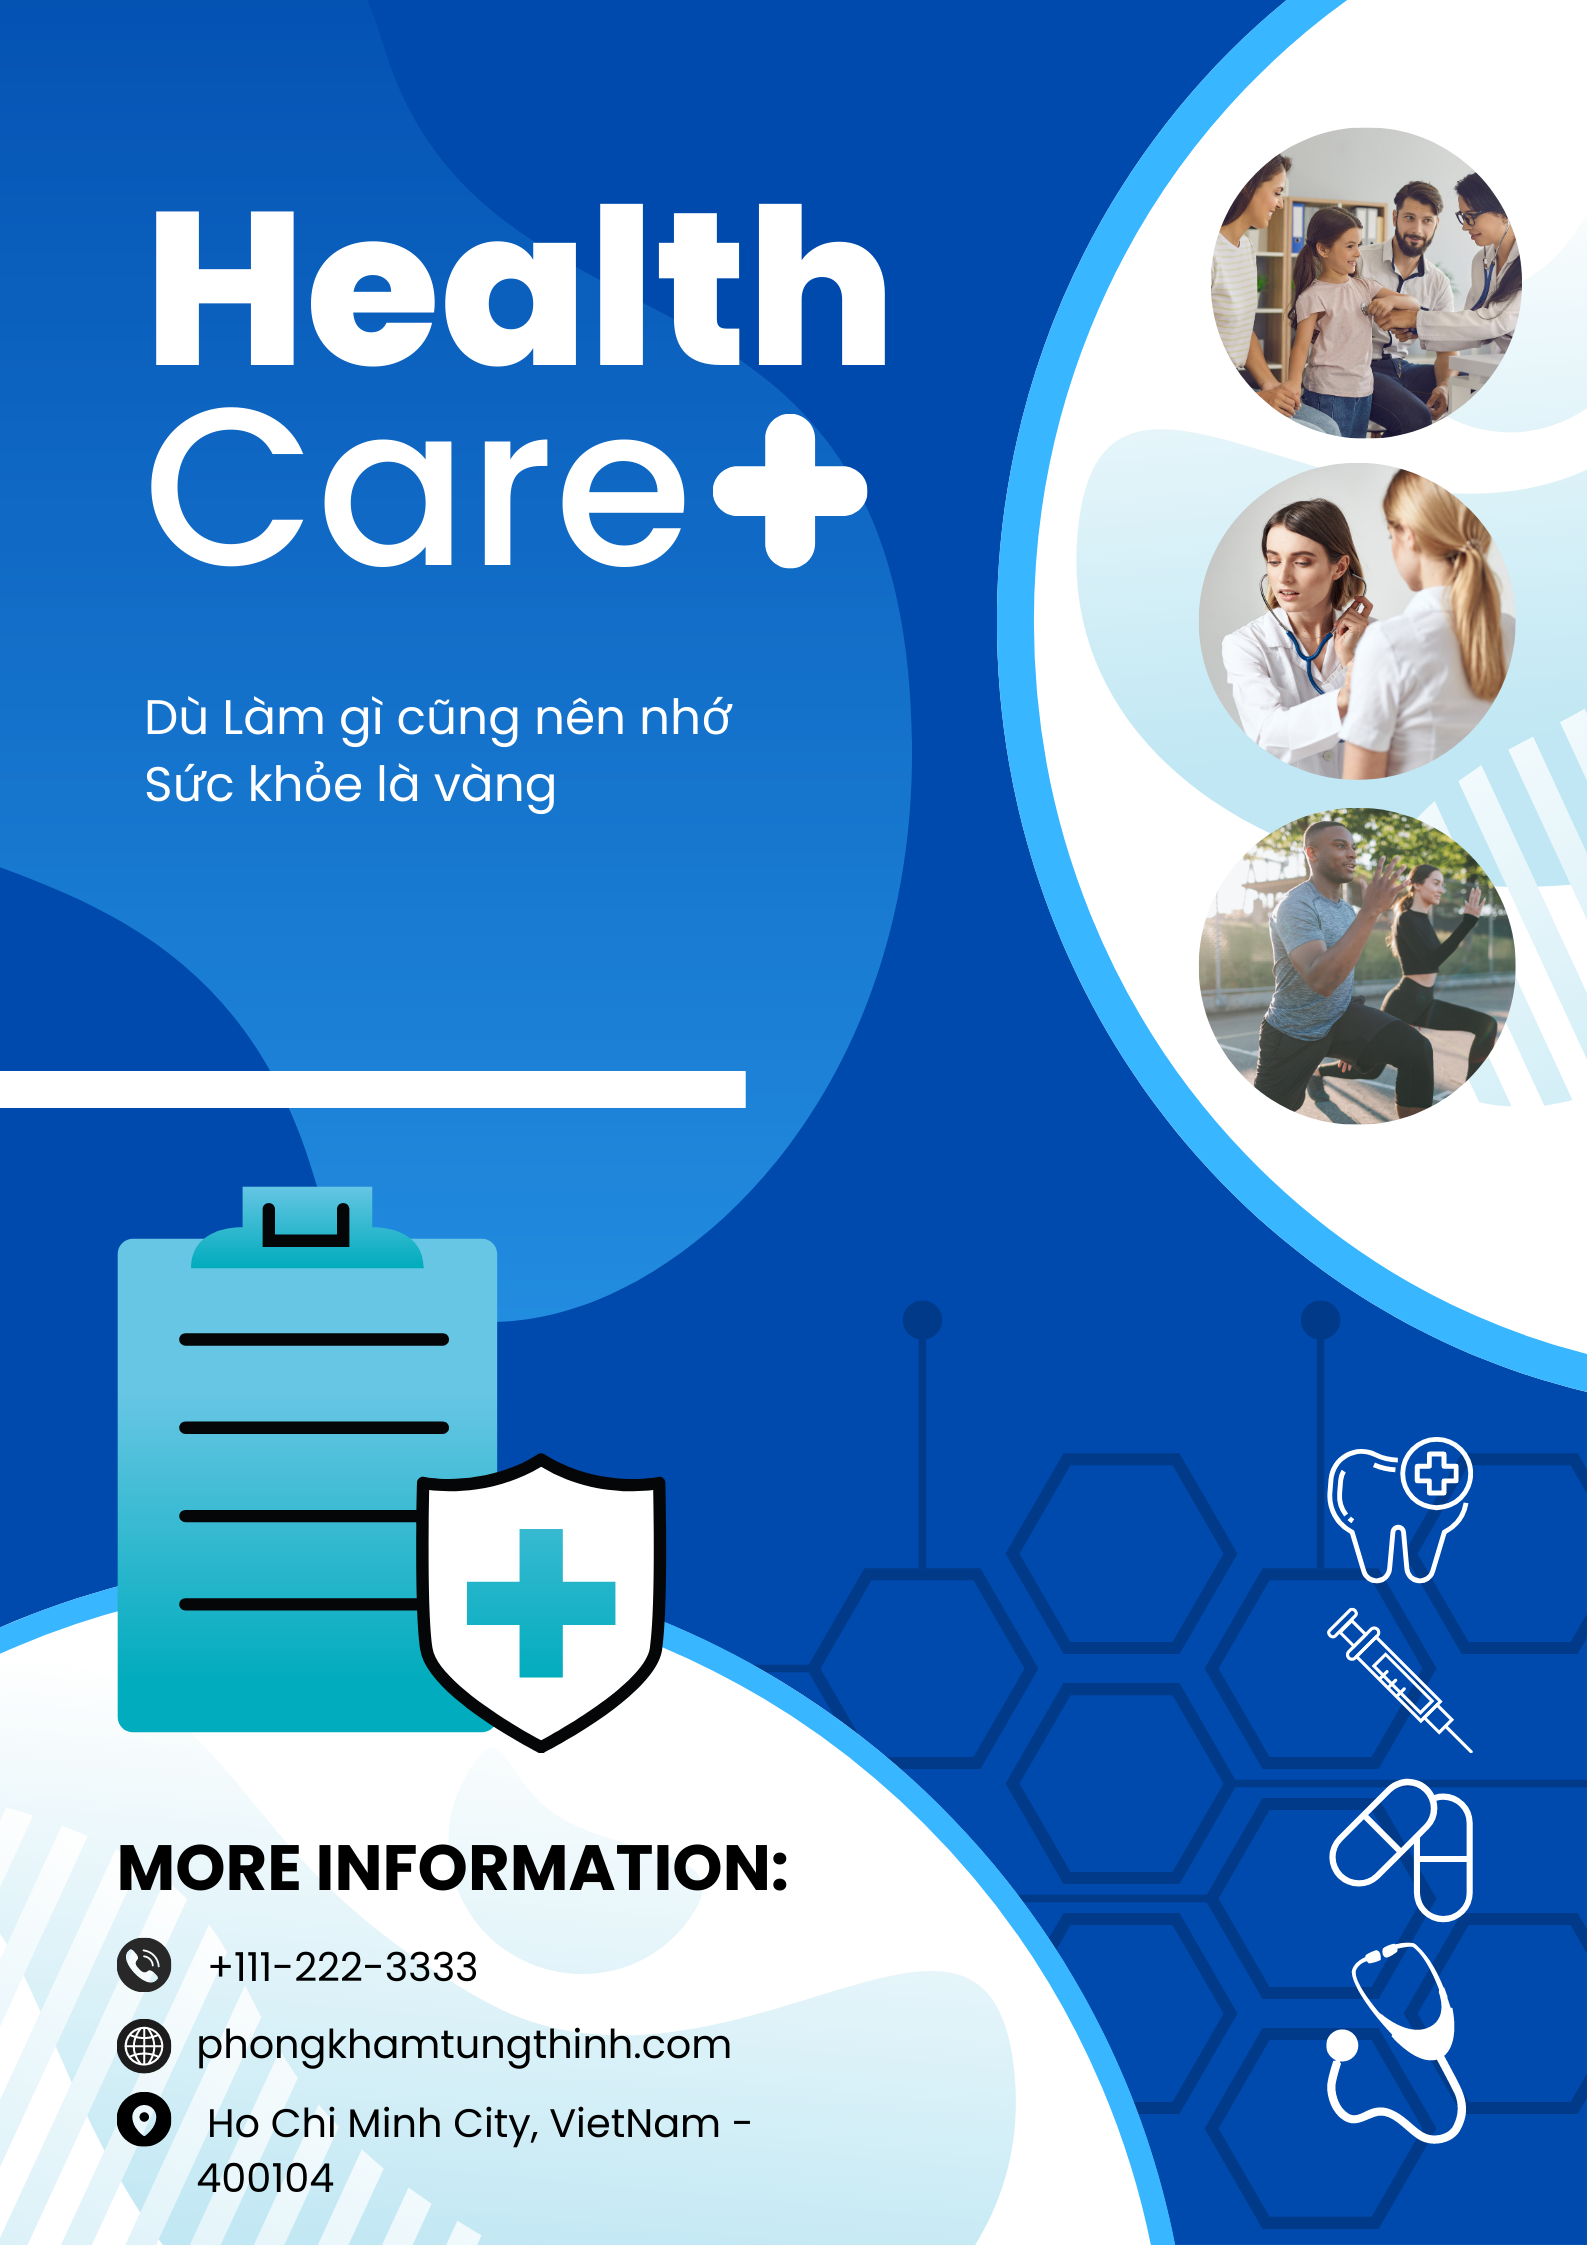 Health
Care+
Dù Làm gì cũng nên nhớ
Sức khỏe là vàng
MORE INFORMATION:
+111-222-3333
phongkhamtungthinh.com
Ho Chi Minh City, VietNam -
400104